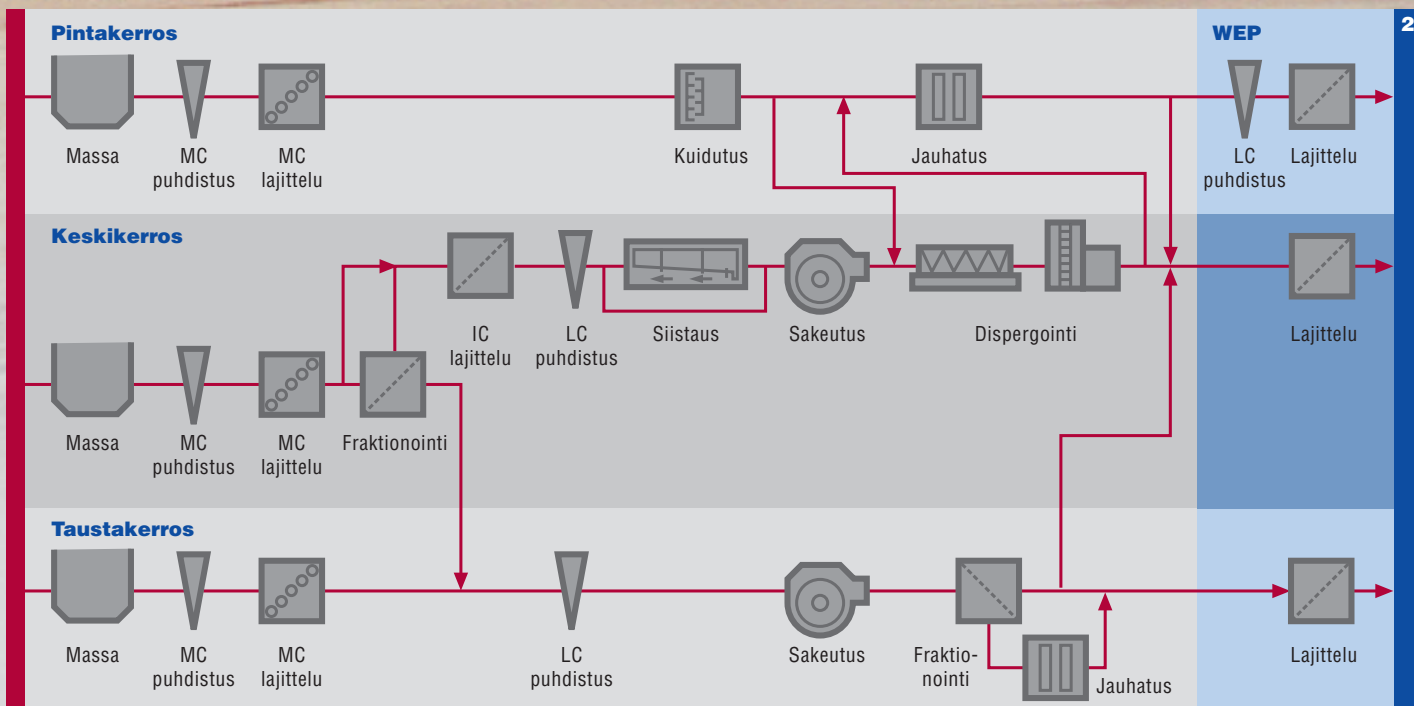 Pintakerros
WEP
2
Massa
MC
puhdistus
MC
lajittelu
Kuidutus
Jauhatus
LC
puhdistus
Lajittelu
Keskikerros
IC
lajittelu
LC
puhdistus
Siistaus
Sakeutus
Dispergointi
Lajittelu
Massa
MC
puhdistus
MC
lajittelu
Fraktionointi
Taustakerros
Massa
MC
puhdistus
MC
lajittelu
LC
puhdistus
Sakeutus
Fraktio-
nointi
Jauhatus
Lajittelu